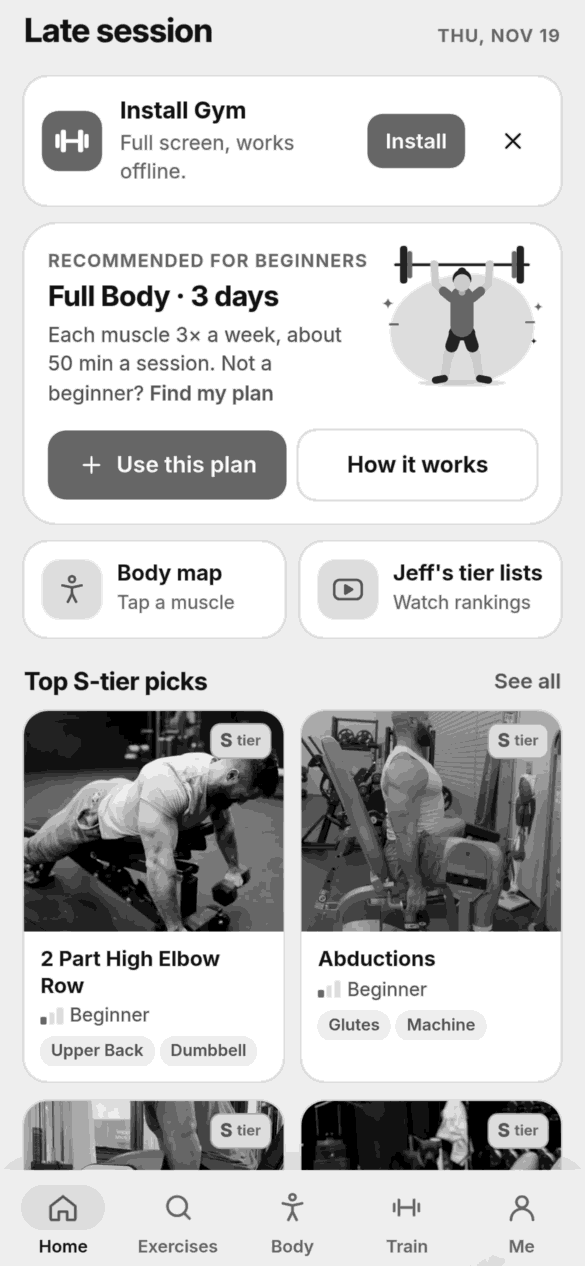 Late session
THU, NOV 19
Install Gym
Full screen, works
offline.
Install
RECOMMENDED FOR BEGINNERS
Full Body · 3 days
Each muscle 3× a week, about
50 min a session. Not a
beginner? Find my plan
Use this plan
How it works
Body map
Tap a muscle
Jeff's tier lists
Watch rankings
Top S-tier picks
See all
S tier
S tier
2 Part High Elbow
Row
Beginner
Upper Back
Dumbbell
Abductions
Beginner
Glutes
Machine
S tier
S tier
Home
Exercises
Body
Train
Me